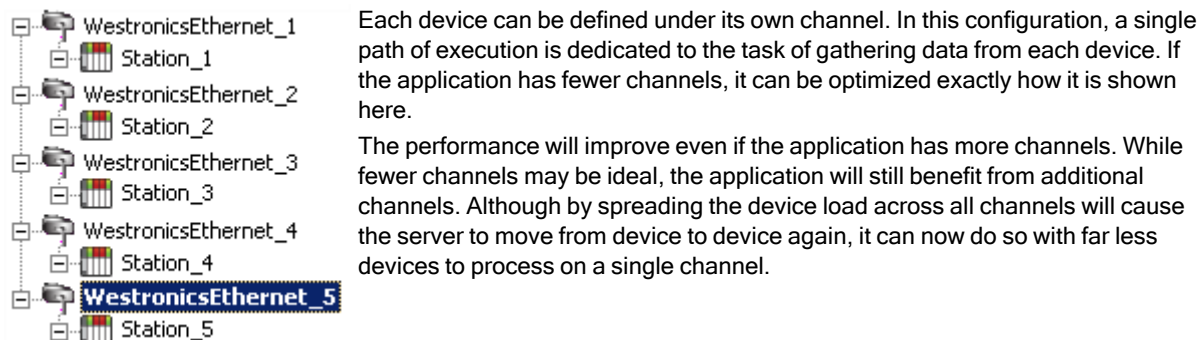 WestronicsEthernet_1
Station_1
WestronicsEthernet_2
Station_2
WestronicsEthernet_3
Station_3
WestronicsEthernet_4
Station_4
WestronicsEthernet_5
Station_5
Each device can be defined under its own channel. In this configuration, a single
path of execution is dedicated to the task of gathering data from each device. If
the application has fewer channels, it can be optimized exactly how it is shown
here.
The performance will improve even if the application has more channels. While
fewer channels may be ideal, the application will still benefit from additional
channels. Although by spreading the device load across all channels will cause
the server to move from device to device again, it can now do so with far less
devices to process on a single channel.